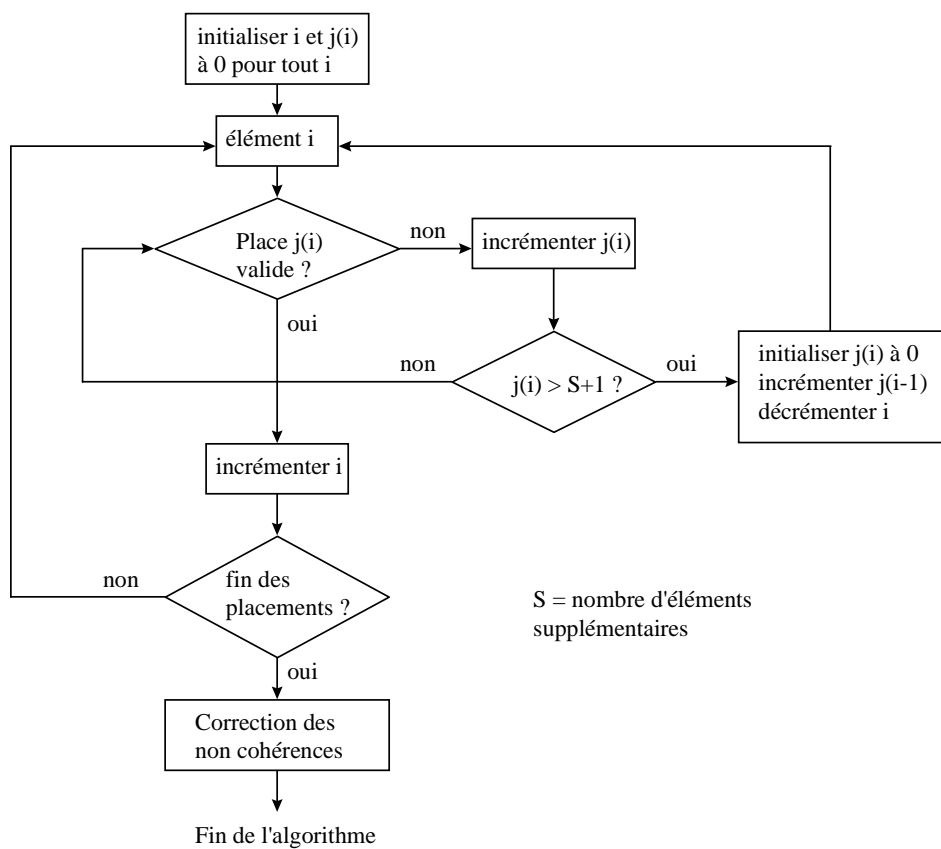 initialiser i et j(i)
à 0 pour tout i
élément i
Place j(i)
valide ?
non
incrémenter j(i)
oui
non
j(i) > S+1 ?
oui
initialiser j(i) à 0
incrémenter j(i-1)
décrémenter i
incrémenter i
non
fin des
placements ?
S = nombre d'éléments
supplémentaires
oui
Correction des
non cohérences
Fin de l'algorithme